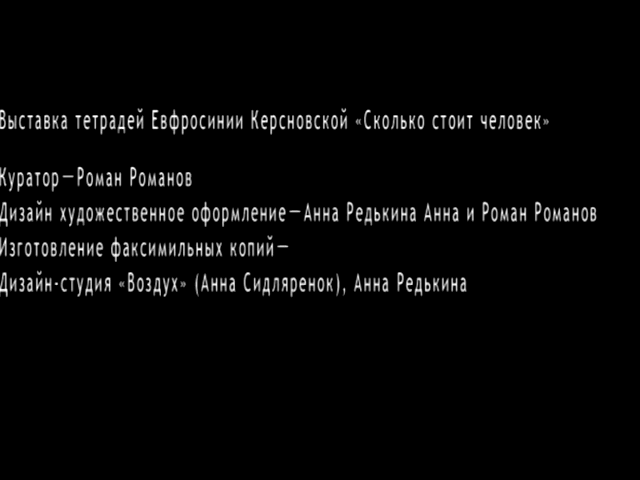 Выставка тетрадей Евфросинии Керсновской «Сколько стоит человек»
Куратор—Роман Романов
Дизайн художественное оформление—Анна Редькина Анна и Роман Романов
Изготовление факсимильных копий—
Дизайн-студия «Воздух» (Анна Сидляренок), Анна Редькина